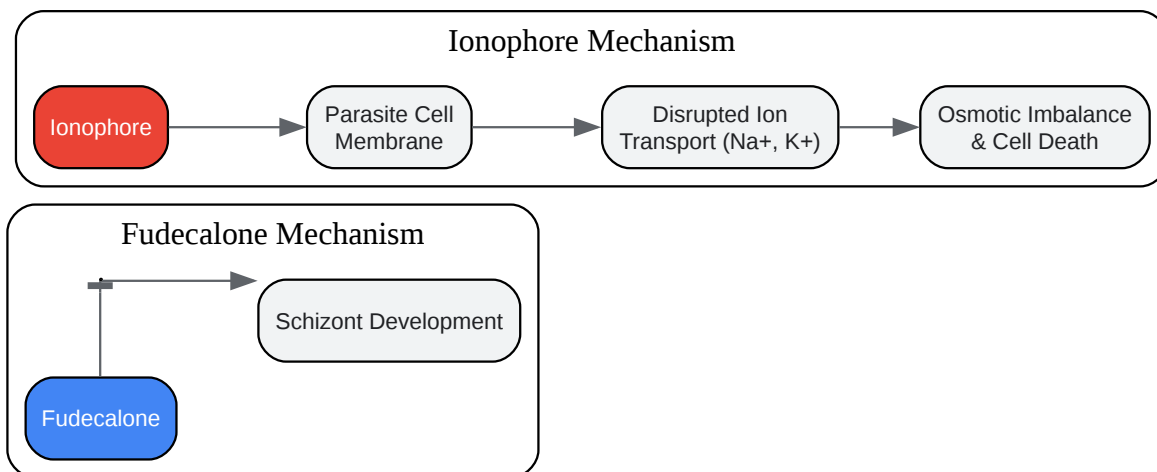 Ionophore Mechanism
Ionophore
Parasite Cell
Membrane
Disrupted Ion
Transport (Na+, K+)
Osmotic Imbalance
& Cell Death
Fudecalone Mechanism
Schizont Development
Fudecalone